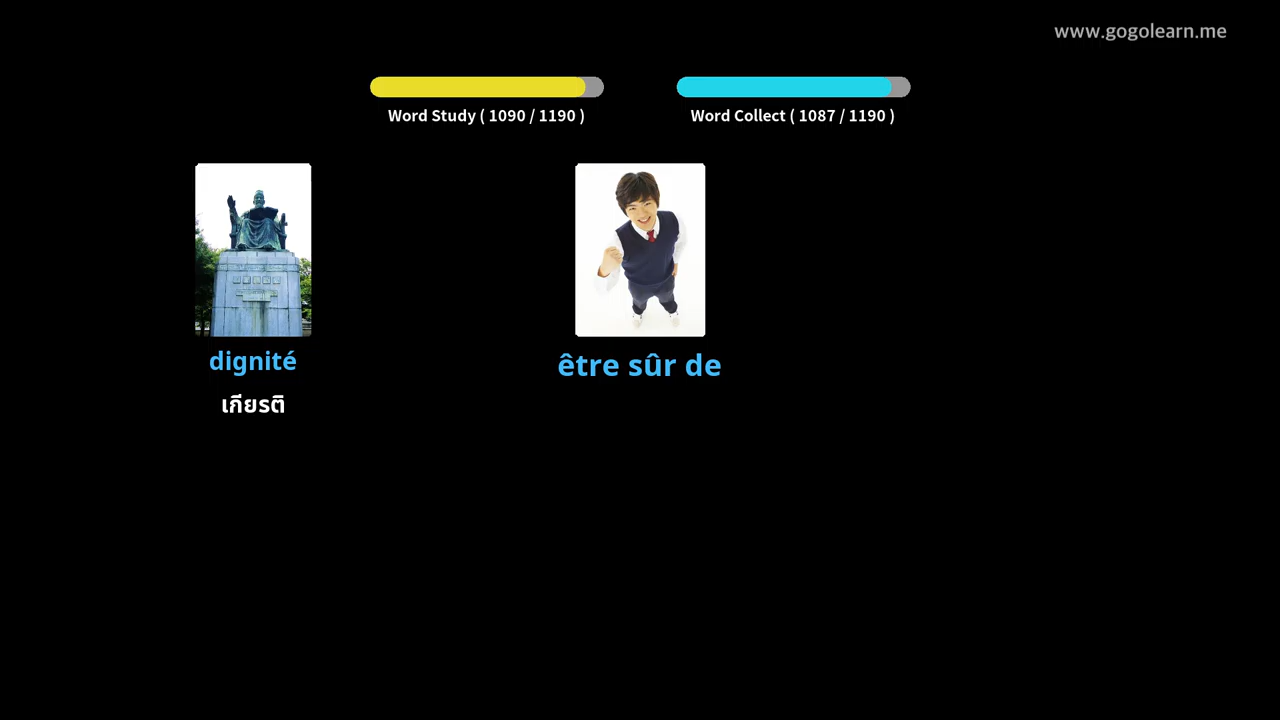 www.gogolearn.me
Word Study ( 1090 / 1190 )
Word Collect ( 1087 / 1190 )
dignité
être sûr de
เกียรติ